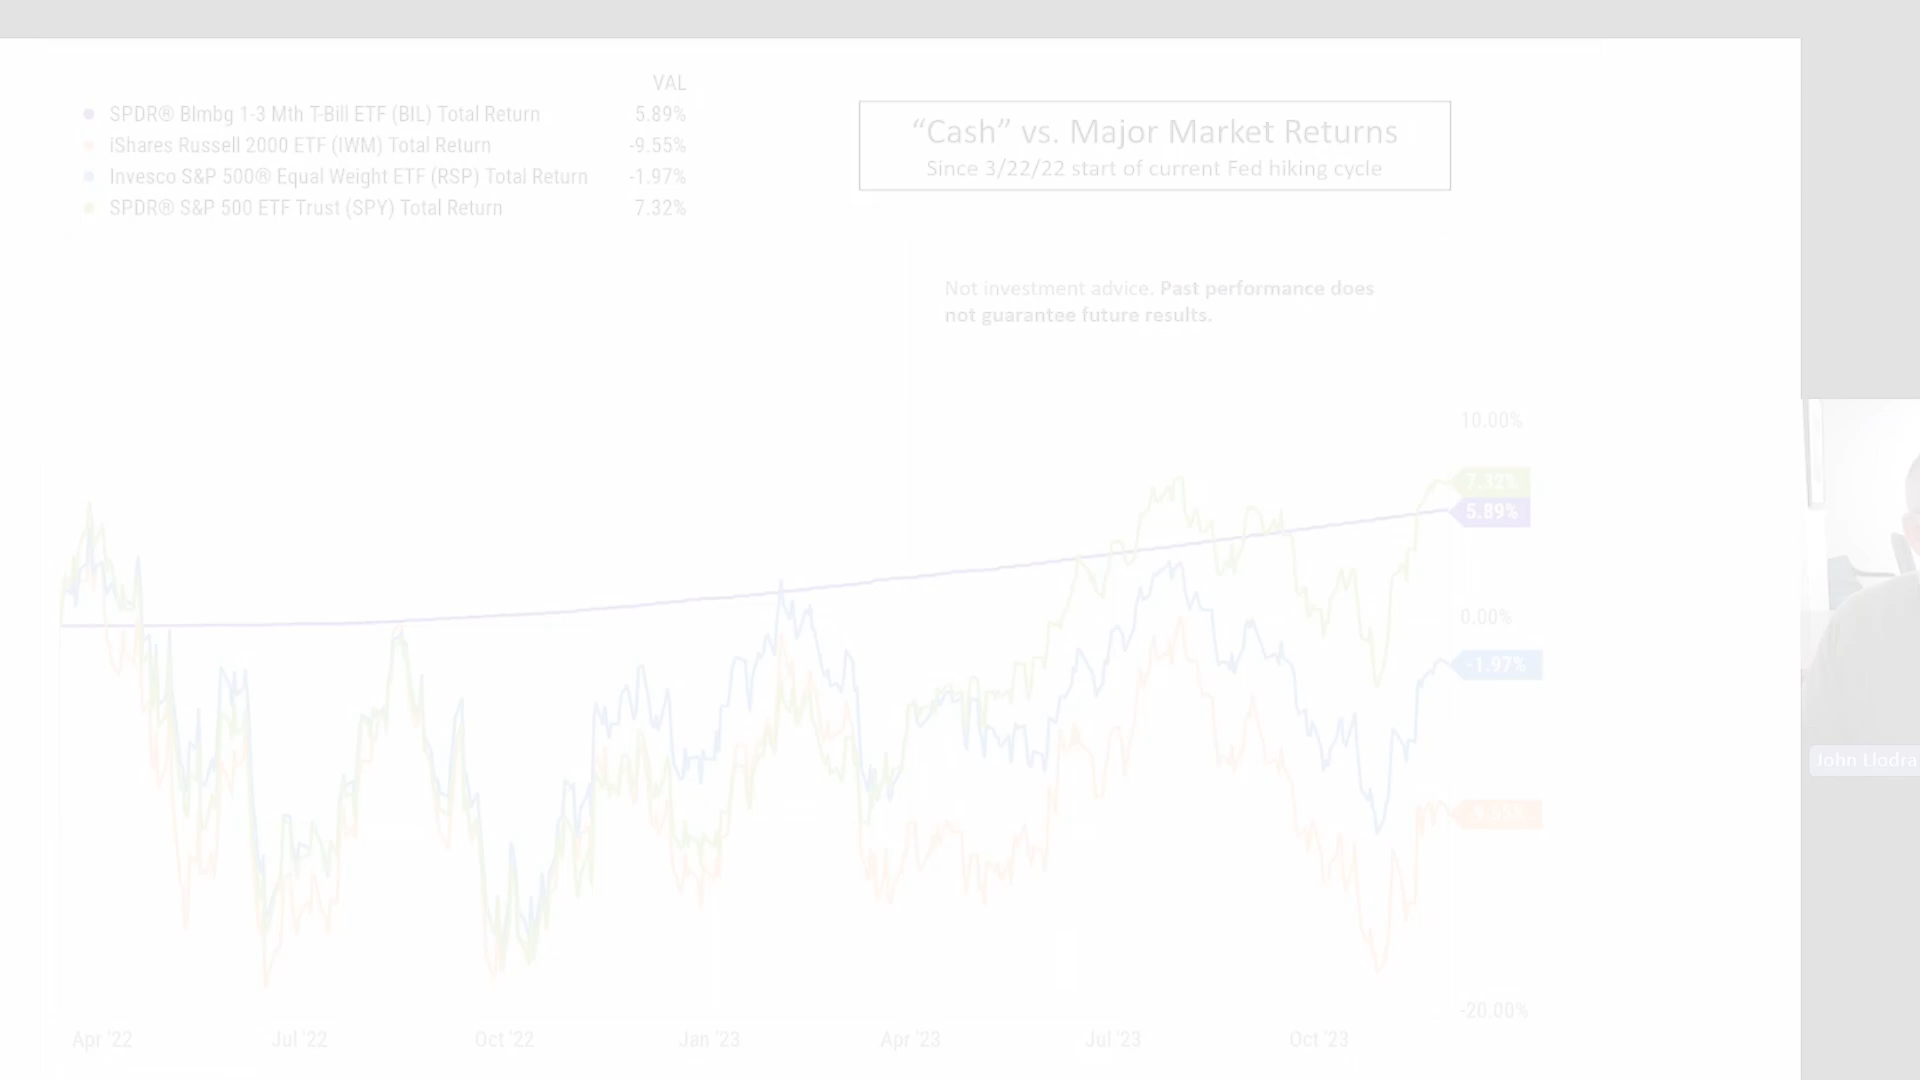 VAL
SPDR® Blmbg 1-3 Mth T-Bill ETF (BIL) Total Return 5.89%
iShares Russell 2000 ETF (IWM) Total Return -9.55%
Invesco S&P 500® Equal Weight ETF (RSP) Total Return -1.97%
SPDR® S&P 500 ETF Trust (SPY) Total Return 7.32%
“Cash” vs. Major Market Returns
Since 3/22/22 start of current Fed hiking cycle
Not investment advice. Past performance does
not guarantee future results.
10.00%
7.32%
5.89%
0.00%
-1.97%
John Llodra
-9.55%
-20.00%
Apr '22 Jul '22 Oct '22 Jan '23 Apr '23 Jul '23 Oct '23